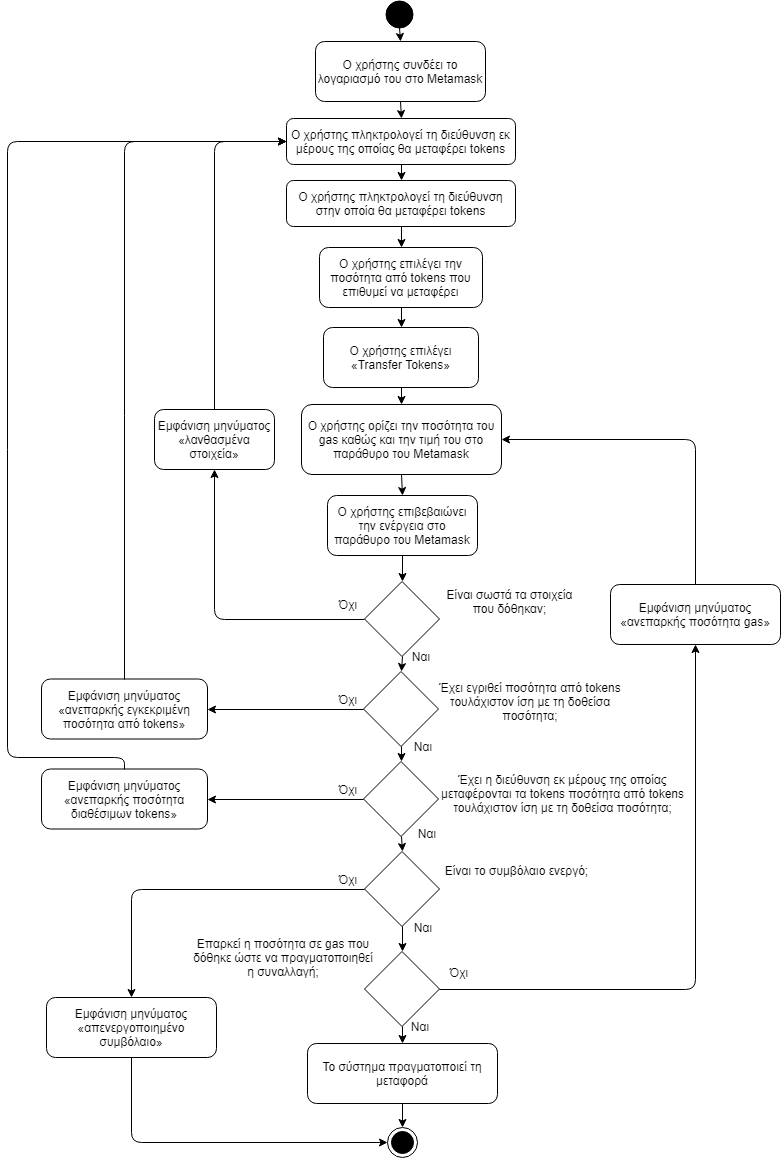 Ο χρήστης συνδέει το
λογαριασμό του στο Metamask
Ο χρήστης πληκτρολογεί τη διεύθυνση εκ
μέρους της οποίας θα μεταφέρει tokens
Ο χρήστης πληκτρολογεί τη διεύθυνση
στην οποία θα μεταφέρει tokens
Ο χρήστης επιλέγει την
ποσότητα από tokens που
επιθυμεί να μεταφέρει
Ο χρήστης επιλέγει
«Transfer Tokens»
Ο χρήστης ορίζει την ποσότητα του
gas καθώς και την τιμή του στο
παράθυρο του Metamask
Εμφάνιση μηνύματος
«λανθασμένα
στοιχεία»
Ο χρήστης επιβεβαιώνει
την ενέργεια στο
παράθυρο του Metamask
Όχι
Είναι σωστά τα στοιχεία
που δόθηκαν;
Εμφάνιση μηνύματος
«ανεπαρκής ποσότητα gas»
Ναι
Εμφάνιση μηνύματος
«ανεπαρκής εγκεκριμένη
ποσότητα από tokens»
Όχι
Έχει εγριθεί ποσότητα από tokens
τουλάχιστον ίση με τη δοθείσα
ποσότητα;
Ναι
Εμφάνιση μηνύματος
«ανεπαρκής ποσότητα
διαθέσιμων tokens»
Όχι
Έχει η διεύθυνση εκ μέρους της οποίας
μεταφέρονται τα tokens ποσότητα από tokens
τουλάχιστον ίση με τη δοθείσα ποσότητα;
Ναι
Όχι
Είναι το συμβόλαιο ενεργό;
Ναι
Επαρκεί η ποσότητα σε gas που
δόθηκε ώστε να πραγματοποιηθεί
η συναλλαγή;
Όχι
Εμφάνιση μηνύματος
«απενεργοποιημένο
συμβόλαιο»
Ναι
Το σύστημα πραγματοποιεί τη
μεταφορά